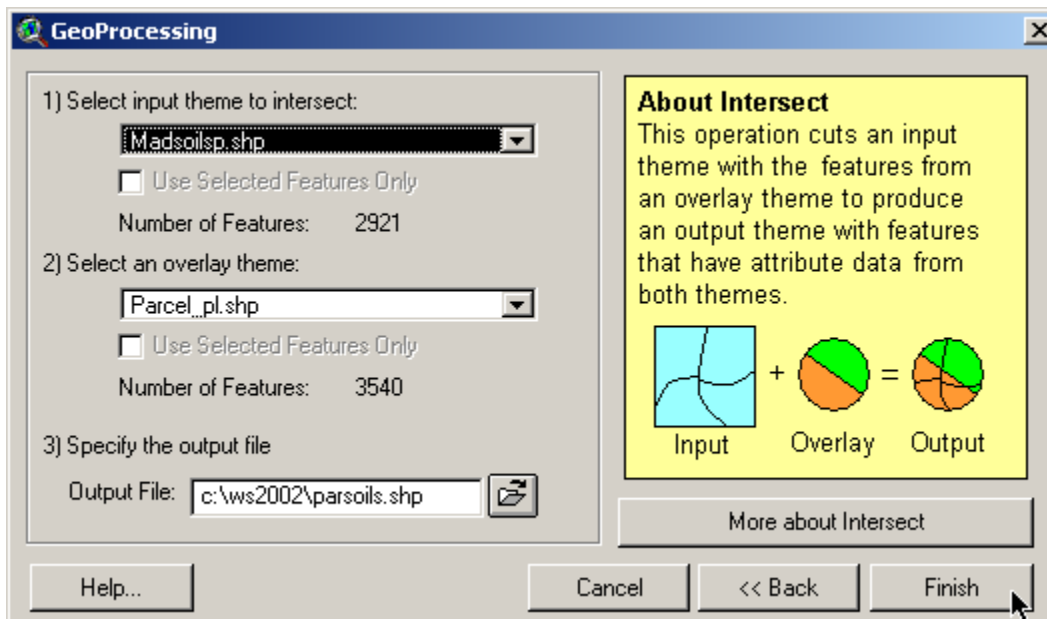 GeoProcessing
1) Select input theme to intersect:
Madsoilsp.shp
Use Selected Features Only
Number of Features: 2921
2) Select an overlay theme:
Parcel_pl.shp
Use Selected Features Only
Number of Features: 3540
3) Specify the output file
Output File: c:\ws2002\parsoils.shp
About Intersect
This operation cuts an input
theme with the features from
an overlay theme to produce
an output theme with features
that have attribute data from
both themes.
+ =
Input Overlay Output
More about Intersect
Help... Cancel << Back Finish